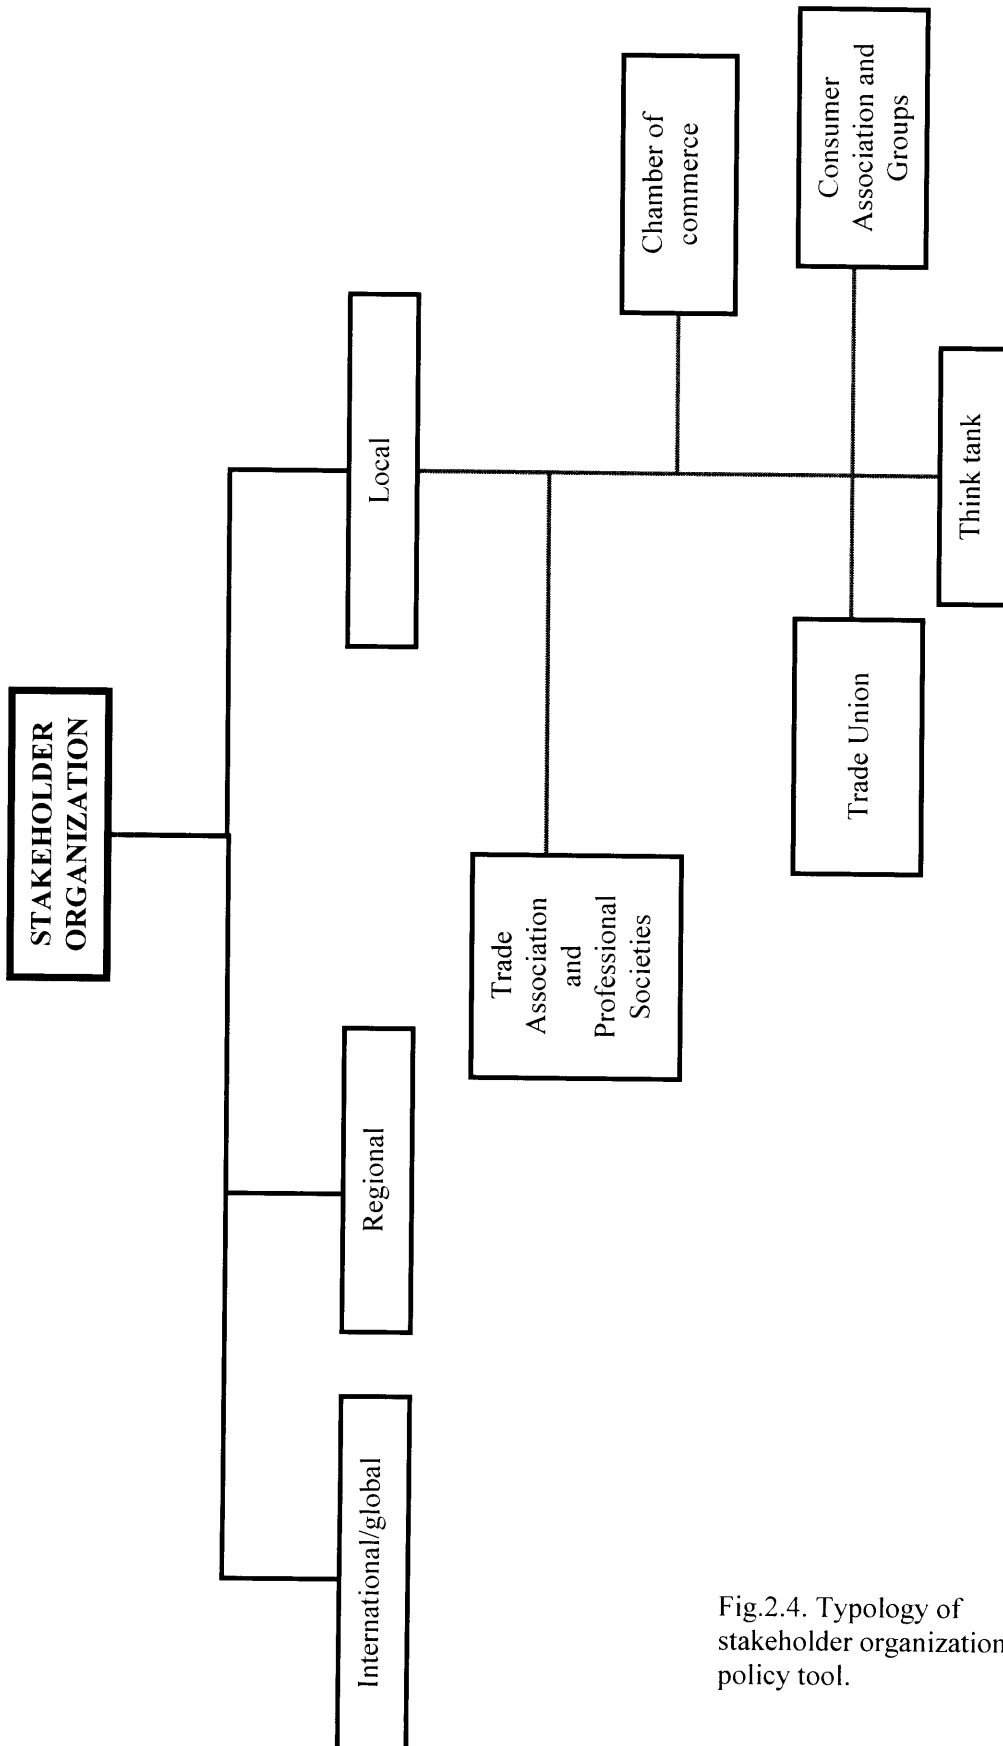 STAKEHOLDER
ORGANIZATION
International/global
Regional
Local
Trade
Association
and
Professional
Societies
Chamber of
commerce
Trade Union
Consumer
Association and
Groups
Think tank
Fig.2.4. Typology of
stakeholder organization
policy tool.